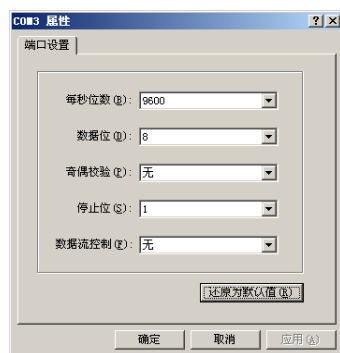 COM3 属性
端口设置
每秒位数(B): 9600
数据位(D): 8
奇偶校验(P): 无
停止位(S): 1
数据流控制(F): 无
还原为默认值(R)
确定 取消 应用(A)